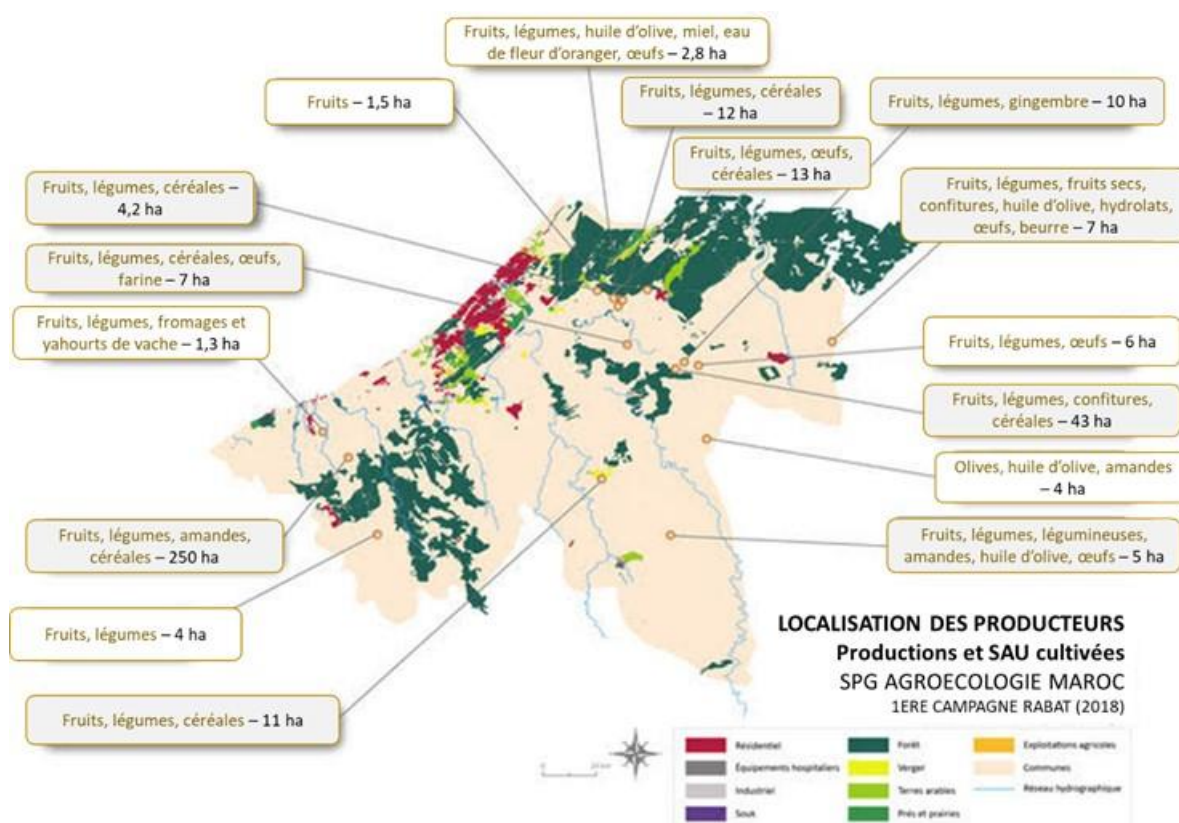 Fruits, légumes, huile d'olive, miel, eau
de fleur d'oranger, œufs – 2,8 ha
Fruits – 1,5 ha
Fruits, légumes, céréales
– 12 ha
Fruits, légumes, gingembre – 10 ha
Fruits, légumes, œufs,
céréales – 13 ha
Fruits, légumes, céréales –
4,2 ha
Fruits, légumes, fruits secs,
confitures, huile d'olive, hydrolats,
œufs, beurre – 7 ha
Fruits, légumes, céréales, œufs,
farine – 7 ha
Fruits, légumes, fromages et
yahourts de vache – 1,3 ha
Fruits, légumes, œufs – 6 ha
Fruits, légumes, confitures,
céréales – 43 ha
Olives, huile d'olive, amandes
– 4 ha
Fruits, légumes, amandes,
céréales – 250 ha
Fruits, légumes, légumineuses,
amandes, huile d'olive, œufs – 5 ha
Fruits, légumes – 4 ha
Fruits, légumes, céréales – 11 ha
LOCALISATION DES PRODUCTEURS
Productions et SAU cultivées
SPG AGROECOLOGIE MAROC
1ERE CAMPAGNE RABAT (2018)
Résidentiel
Équipements hospitaliers
Industriel
Souk
Forêt
Verger
Terres arables
Prés et prairies
Exploitations agricoles
Communes
Réseau hydrographique
0